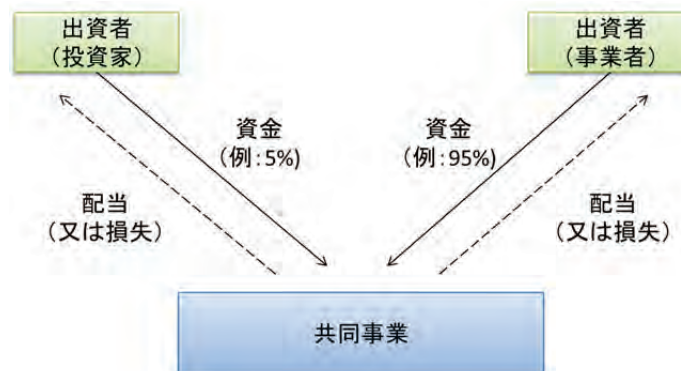 出資者
（投資家）
出資者
（事業者）
資金
（例：5%)
資金
（例：95%)
配当
（又は損失）
配当
（又は損失）
共同事業